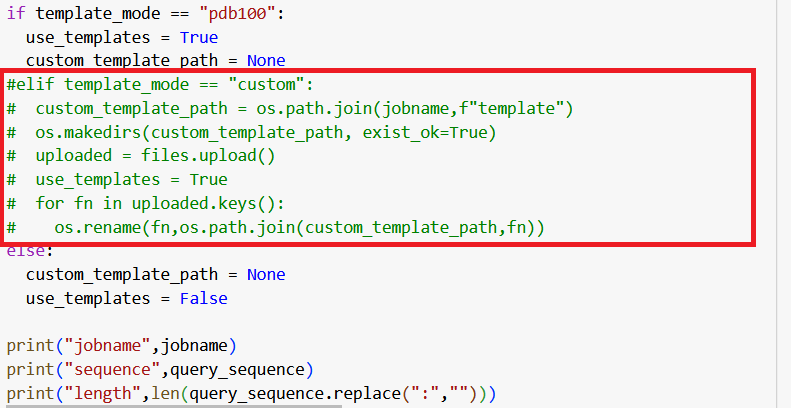 if template_mode == "pdb100":
  use_templates = True
  custom_template_path = None
#elif template_mode == "custom":
#  custom_template_path = os.path.join(jobname,f"template")
#  os.makedirs(custom_template_path, exist_ok=True)
#  uploaded = files.upload()
#  use_templates = True
#  for fn in uploaded.keys():
#    os.rename(fn,os.path.join(custom_template_path,fn))
else:
  custom_template_path = None
  use_templates = False

print("jobname",jobname)
print("sequence",query_sequence)
print("length",len(query_sequence.replace(":","")))